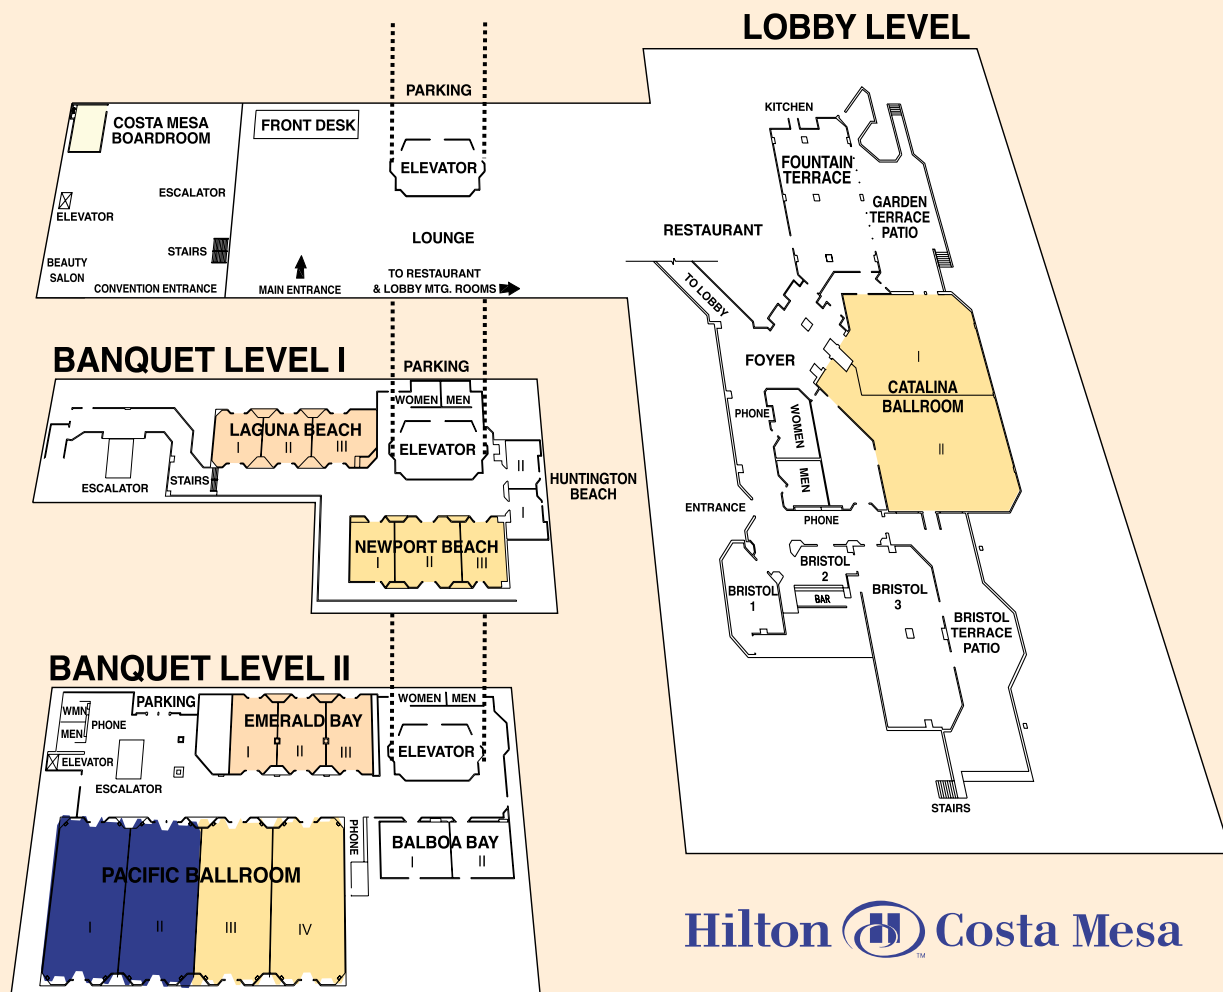 LOBBY LEVEL
PARKING
COSTA MESA
BOARDROOM
FRONT DESK
ELEVATOR
ESCALATOR
ELEVATOR
LOUNGE
STAIRS
BEAUTY
SALON
CONVENTION ENTRANCE
MAIN ENTRANCE
TO RESTAURANT
& LOBBY MTG. ROOMS
KITCHEN
FOUNTAIN
TERRACE
GARDEN
TERRACE
PATIO
RESTAURANT
TO LOBBY
FOYER
I
CATALINA
BALLROOM
II
PHONE
WOMEN
MEN
ENTRANCE
PHONE
BRISTOL
1
BRISTOL
2
BAR
BRISTOL
3
BRISTOL
TERRACE
PATIO
STAIRS
BANQUET LEVEL I
PARKING
WOMEN
MEN
LAGUNA BEACH
I
II
III
ELEVATOR
STAIRS
ESCALATOR
II
I
HUNTINGTON
BEACH
NEWPORT BEACH
I
II
III
BANQUET LEVEL II
PARKING
WMN
PHONE
MEN
ELEVATOR
ESCALATOR
EMERALD BAY
I
II
III
WOMEN
MEN
ELEVATOR
PHONE
BALBOA BAY
I
II
PACIFIC BALLROOM
I
II
III
IV
Hilton Costa Mesa
TM